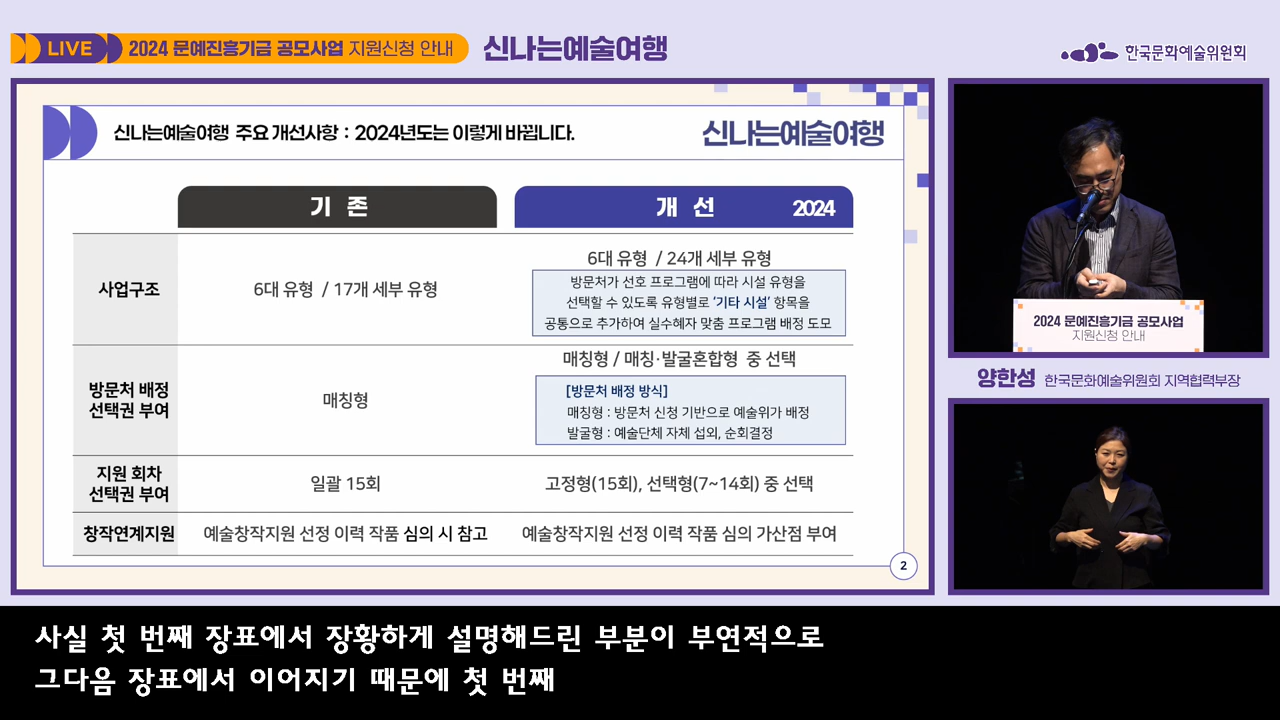 LIVE 2024 문예진흥기금 공모사업 지원신청 안내 신나는예술여행
한국문화예술위원회
신나는예술여행 주요 개선사항 : 2024년도는 이렇게 바뀝니다.
신나는예술여행
기 존
개 선 2024
사업구조
6대 유형 / 17개 세부 유형
6대 유형 / 24개 세부 유형
방문처가 선호 프로그램에 따라 시설 유형을
선택할 수 있도록 유형별로 '기타 시설' 항목을
공통으로 추가하여 실수혜자 맞춤 프로그램 배정 도모
방문처 배정
선택권 부여
매칭형
매칭형 / 매칭·발굴혼합형 중 선택
[방문처 배정 방식]
매칭형 : 방문처 신청 기반으로 예술위가 배정
발굴형 : 예술단체 자체 섭외, 순회결정
지원 회차
선택권 부여
일괄 15회
고정형(15회), 선택형(7~14회) 중 선택
창작연계지원
예술창작지원 선정 이력 작품 심의 시 참고
예술창작지원 선정 이력 작품 심의 가산점 부여
2
2024 문예진흥기금 공모사업
지원신청 안내
양한성 한국문화예술위원회 지역협력부장
사실 첫 번째 장표에서 장황하게 설명해드린 부분이 부연적으로
그다음 장표에서 이어지기 때문에 첫 번째